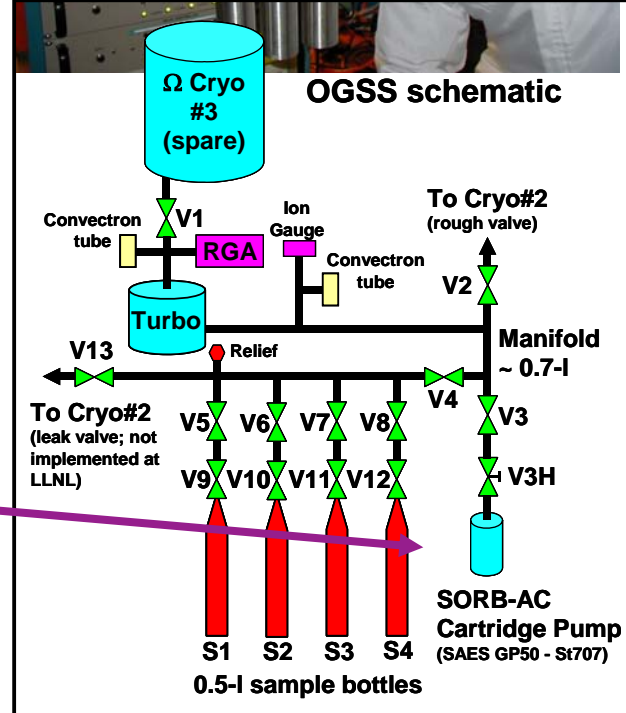 OGSS schematic
Ω Cryo
#3
(spare)
V1
Convectron
tube
RGA
Ion
Gauge
Convectron
tube
To Cryo#2
(rough valve)
V2
Turbo
Manifold
~ 0.7-l
Relief
V13
To Cryo#2
(leak valve; not
implemented at
LLNL)
V4
V3
V5
V6
V7
V8
V9
V10
V11
V12
V3H
SORB-AC
Cartridge Pump
(SAES GP50 - St707)
S1
S2
S3
S4
0.5-l sample bottles